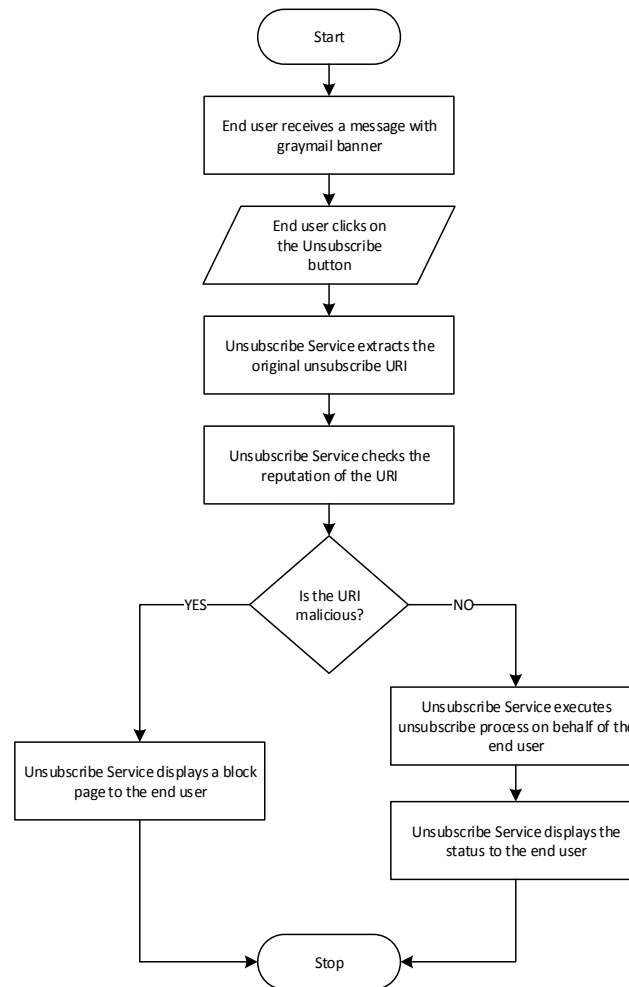 Start
End user receives a message with
graymail banner
End user clicks on
the Unsubscribe
button
Unsubscribe Service extracts the
original unsubscribe URI
Unsubscribe Service checks the
reputation of the URI
Is the URI
malicious?
YES
NO
Unsubscribe Service executes
unsubscribe process on behalf of the
end user
Unsubscribe Service displays a block
page to the end user
Unsubscribe Service displays the
status to the end user
Stop